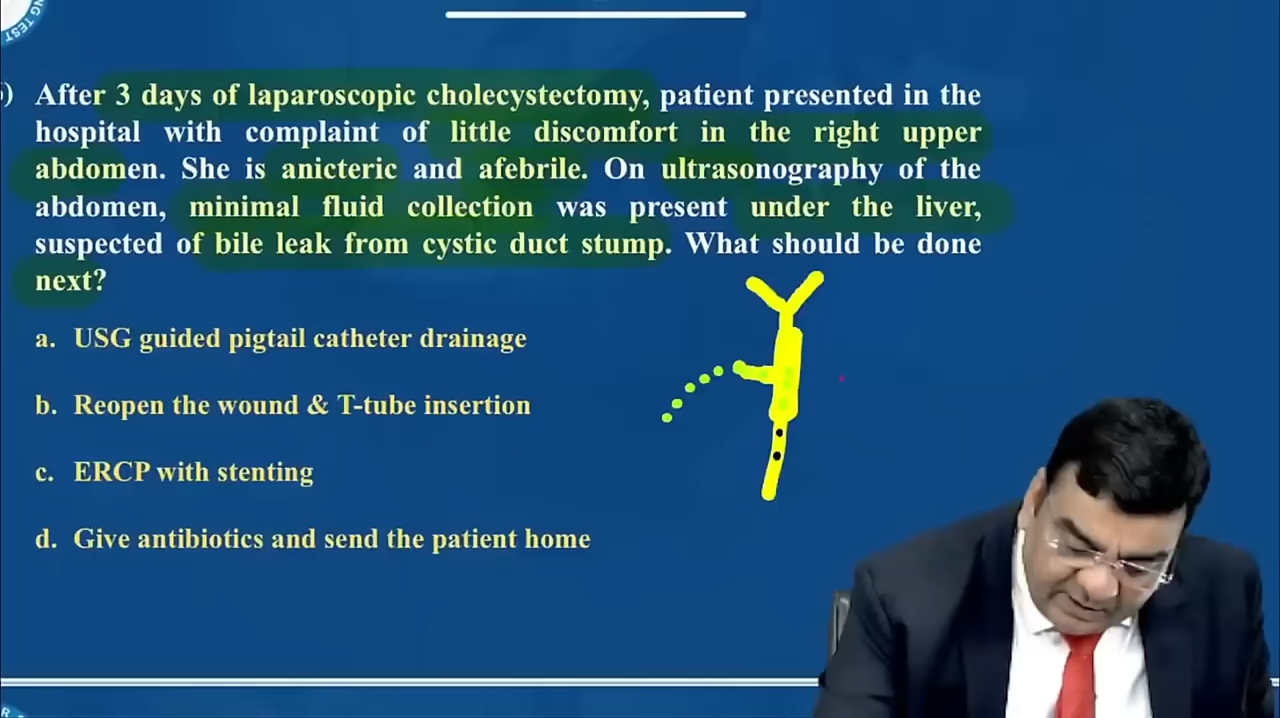 NG TEST
) After 3 days of laparoscopic cholecystectomy, patient presented in the
hospital with complaint of little discomfort in the right upper
abdomen. She is anicteric and afebrile. On ultrasonography of the
abdomen, minimal fluid collection was present under the liver,
suspected of bile leak from cystic duct stump. What should be done
next?
a. USG guided pigtail catheter drainage
b. Reopen the wound & T-tube insertion
c. ERCP with stenting
d. Give antibiotics and send the patient home